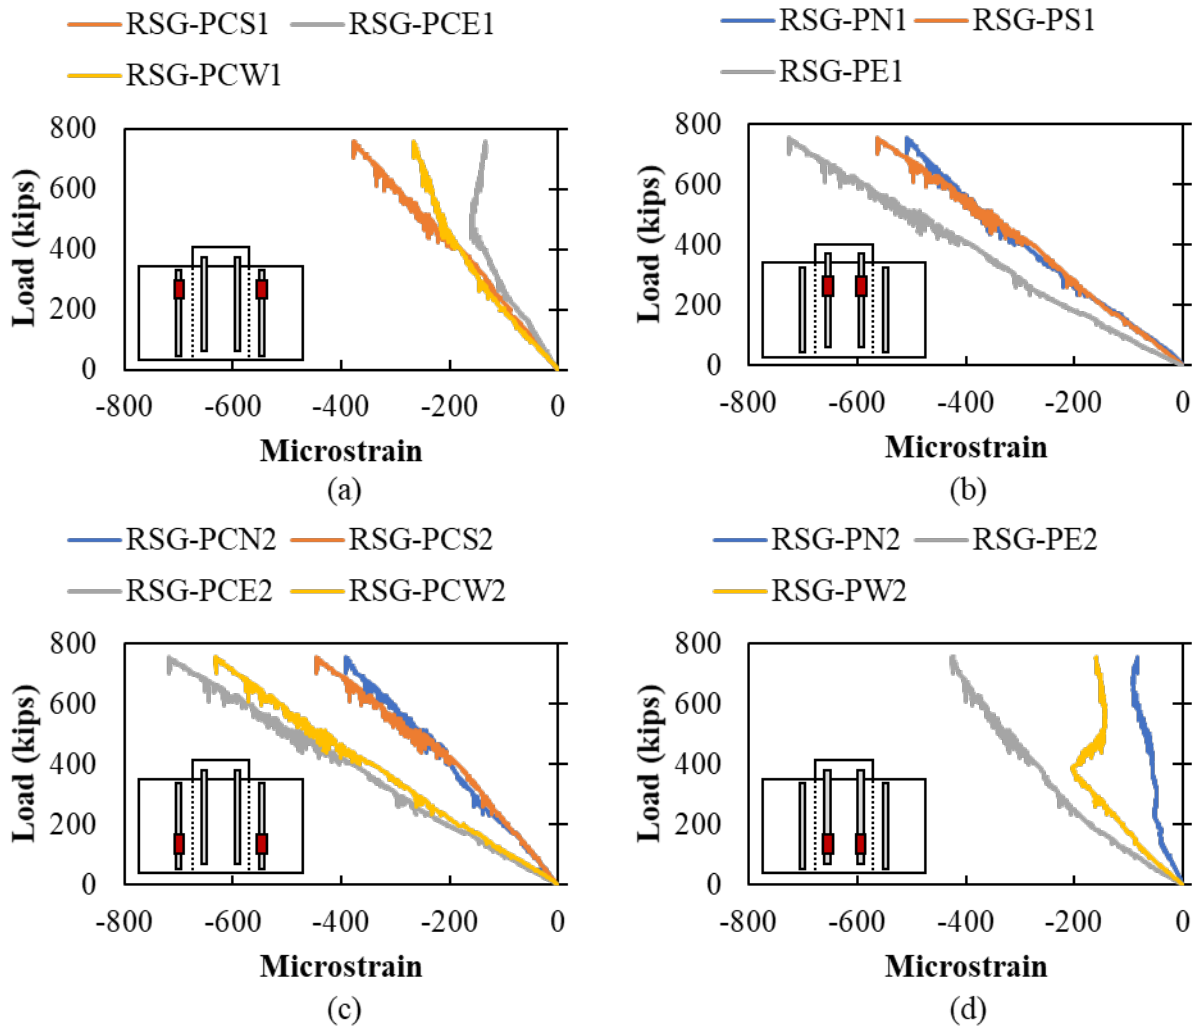 RSG-PCS1 RSG-PCE1
RSG-PCW1
800
600
400
200
0
Load (kips)
-800 -600 -400 -200 0
Microstrain
(a)
RSG-PN1 RSG-PS1
RSG-PE1
800
600
400
200
0
Load (kips)
-800 -600 -400 -200 0
Microstrain
(b)
RSG-PCN2 RSG-PCS2
RSG-PCE2 RSG-PCW2
800
600
400
200
0
Load (kips)
-800 -600 -400 -200 0
Microstrain
(c)
RSG-PN2 RSG-PE2
RSG-PW2
800
600
400
200
0
Load (kips)
-800 -600 -400 -200 0
Microstrain
(d)